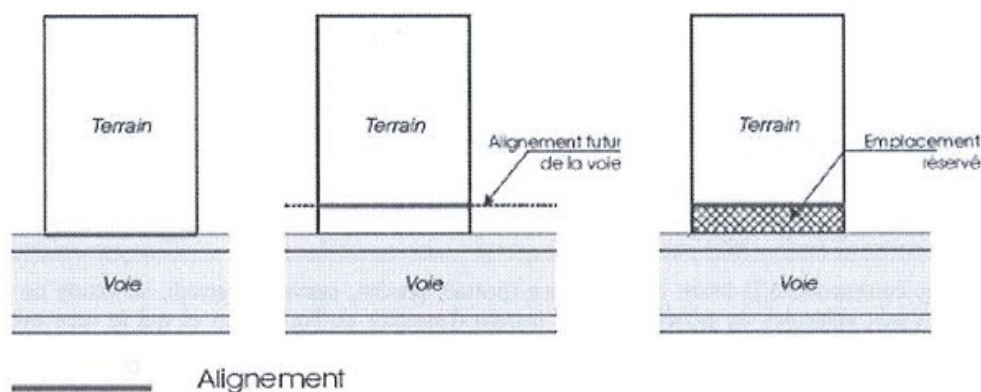 Terrain
Terrain
Terrain
Alignement futur
de la voie
Emplacement
réservé
Voie
Voie
Voie
Alignement